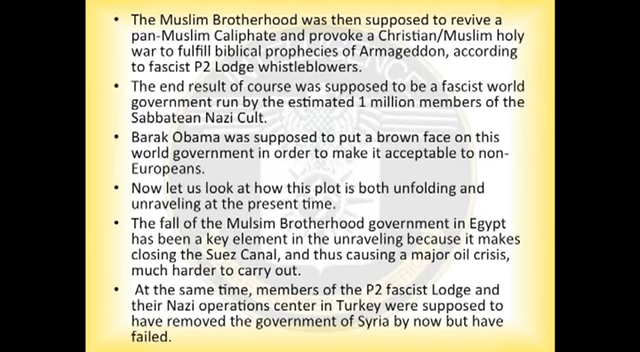 • The Muslim Brotherhood was then supposed to revive a
pan-Muslim Caliphate and provoke a Christian/Muslim holy
war to fulfill biblical prophecies of Armageddon, according
to fascist P2 Lodge whistleblowers.
• The end result of course was supposed to be a fascist world
government run by the estimated 1 million members of the
Sabbatean Nazi Cult.
• Barak Obama was supposed to put a brown face on this
world government in order to make it acceptable to non-
Europeans.
• Now let us look at how this plot is both unfolding and
unraveling at the present time.
• The fall of the Mulsim Brotherhood government in Egypt
has been a key element in the unraveling because it makes
closing the Suez Canal, and thus causing a major oil crisis,
much harder to carry out.
• At the same time, members of the P2 fascist Lodge and
their Nazi operations center in Turkey were supposed to
have removed the government of Syria by now but have
failed.